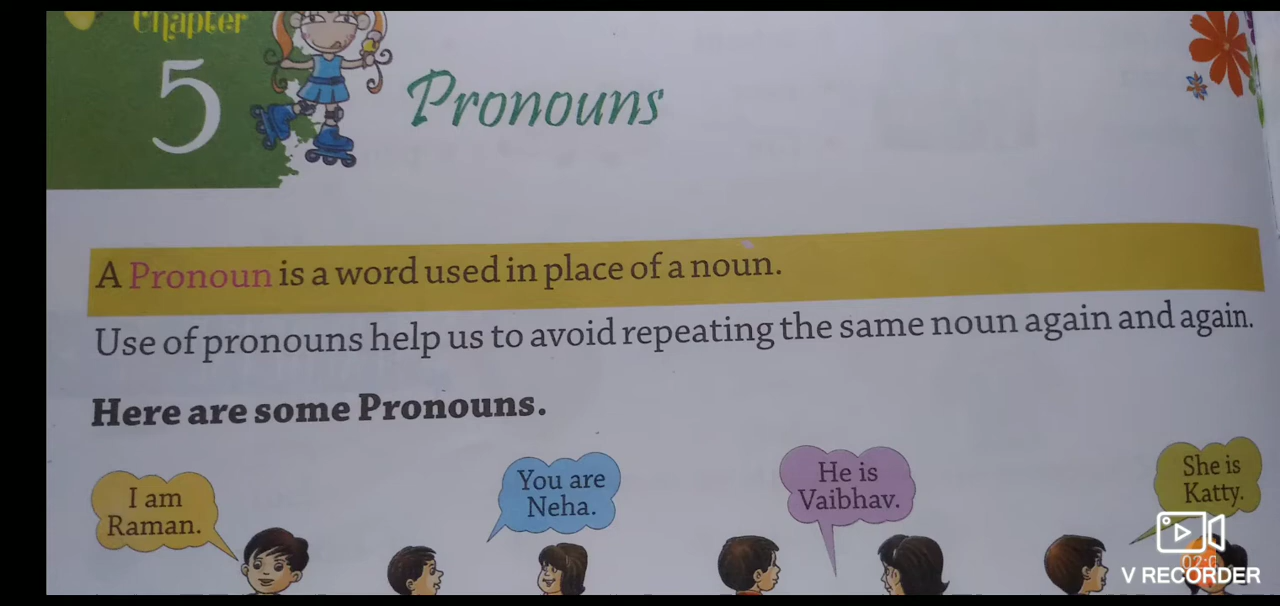 Chapter
5
Pronouns
A Pronoun is a word used in place of a noun.
Use of pronouns help us to avoid repeating the same noun again and again.
Here are some Pronouns.
I am
Raman.
You are
Neha.
He is
Vaibhav.
She is
Katty.
V RECORDER